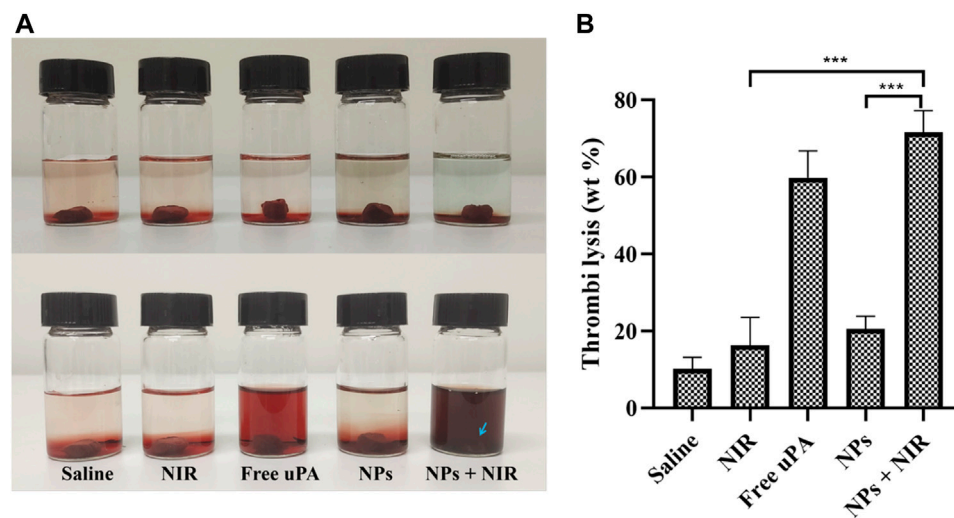 A
Saline NIR Free uPA NPs NPs + NIR
B
***
***
Thrombi lysis (wt %)
80
60
40
20
0
Saline
NIR
Free uPA
NPs
NPs + NIR